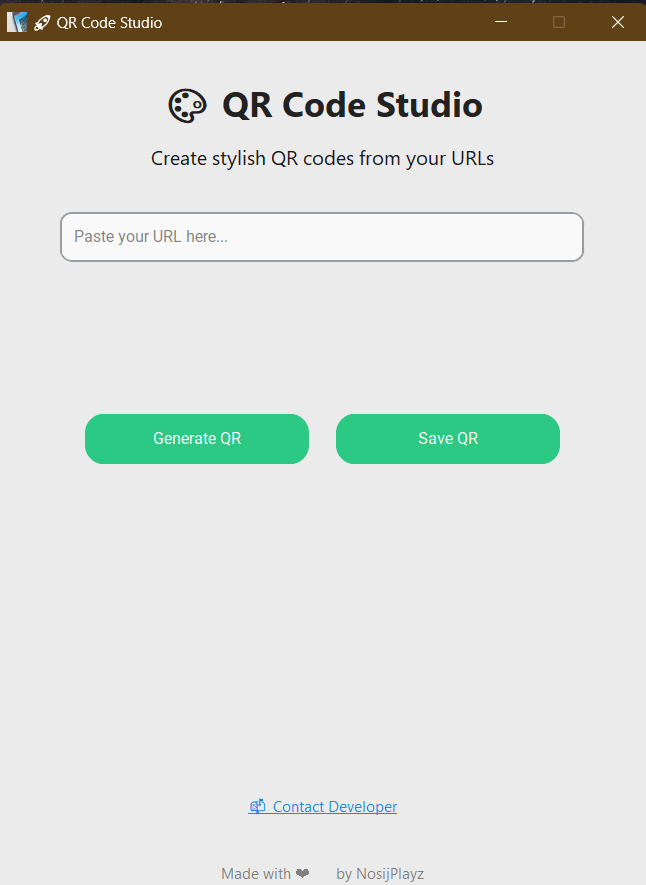 🚀 QR Code Studio
🎨 QR Code Studio
Create stylish QR codes from your URLs
Paste your URL here...
Generate QR
Save QR
📬 Contact Developer
Made with ❤ by NosijPlayz